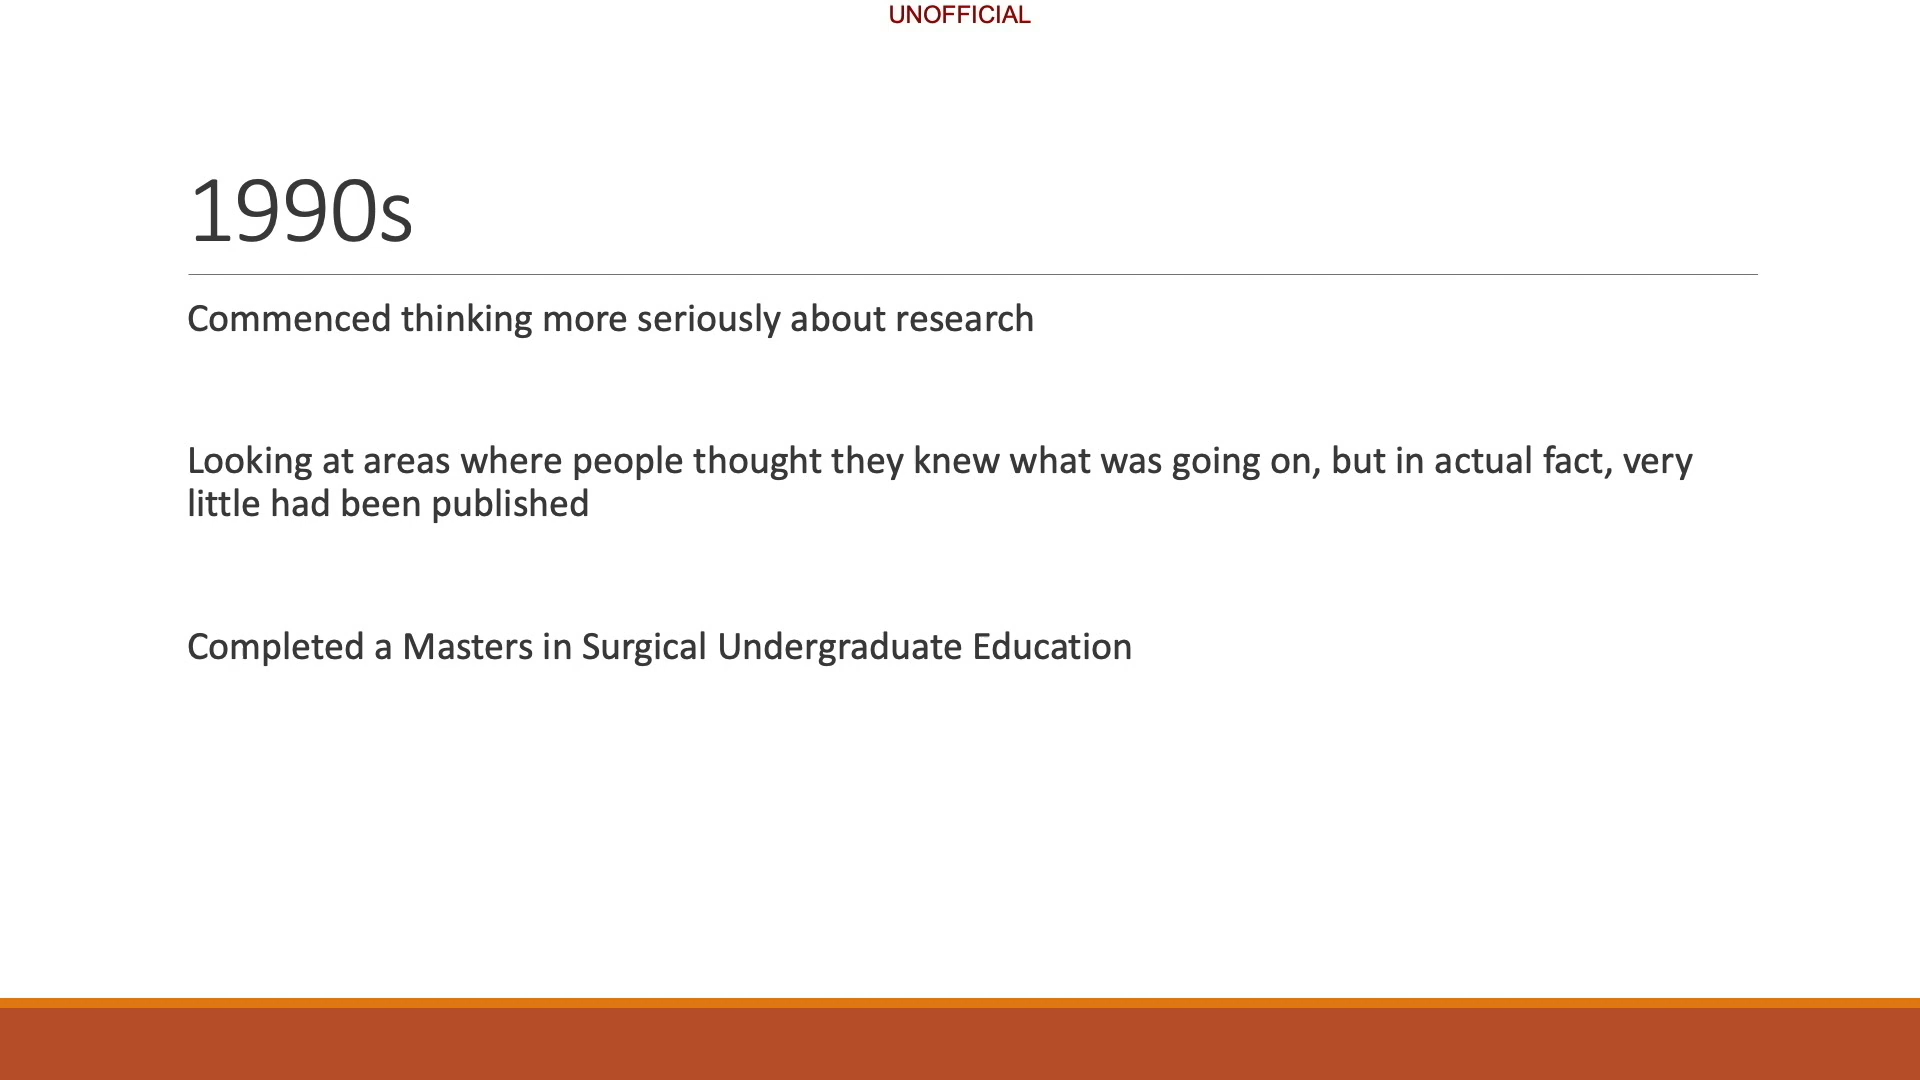 UNOFFICIAL
1990s
Commenced thinking more seriously about research
Looking at areas where people thought they knew what was going on, but in actual fact, very
little had been published
Completed a Masters in Surgical Undergraduate Education